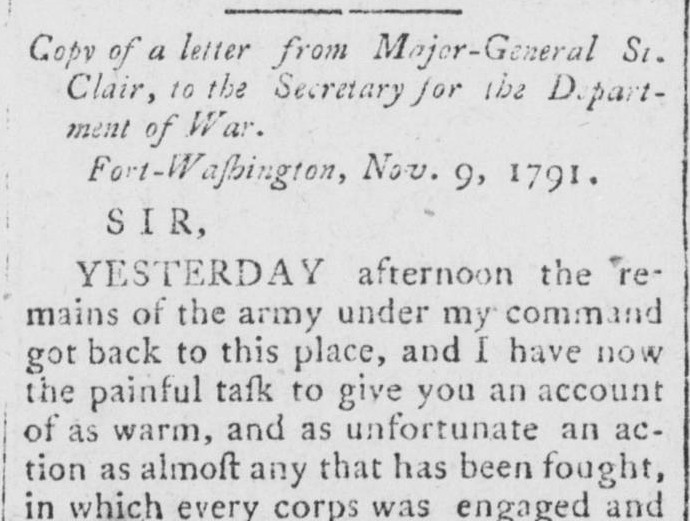 Copy of a letter from Major-General St.
Clair, to the Secretary for the Depart-
ment of War.
Fort-Waſhington, Nov. 9, 1791.
SIR,
YESTERDAY afternoon the re-
mains of the army under my command
got back to this place, and I have now
the painful taſk to give you an account
of as warm, and as unfortunate an ac-
tion as almoſt any that has been fought,
in which every corps was engaged and